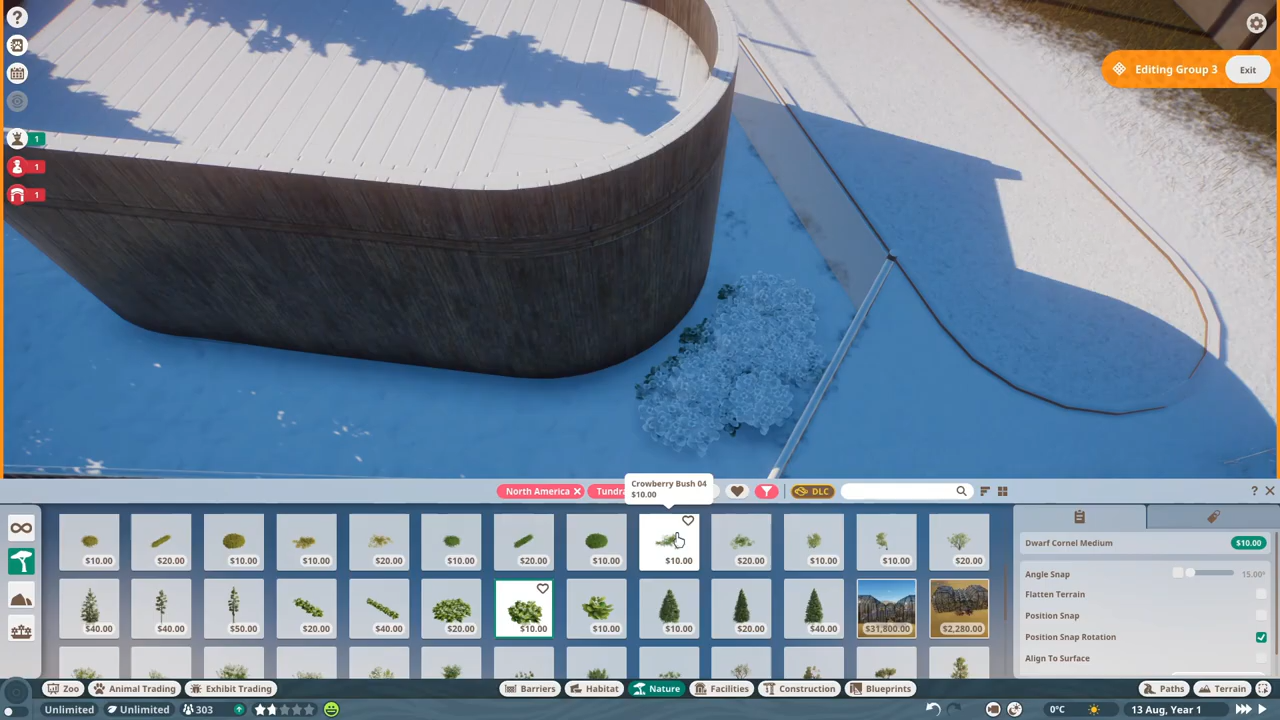 ?
Editing Group 3 Exit
1
1
1
Crowberry Bush 04
$10.00
North America ×
Tundra
DLC
? ×
$10.00 $20.00 $10.00 $20.00 $20.00 $10.00 $20.00 $10.00 $10.00 $20.00 $10.00 $10.00 $20.00
$40.00 $40.00 $50.00 $20.00 $40.00 $20.00 $10.00 $10.00 $10.00 $20.00 $40.00 $31,800.00 $2,280.00
Dwarf Cornel Medium $10.00
Angle Snap 15.00°
Flatten Terrain
Position Snap
Position Snap Rotation
Align To Surface
Zoo Animal Trading Exhibit Trading Barriers Habitat Nature Facilities Construction Blueprints Paths Terrain
Unlimited Unlimited 303 0°C 13 Aug, Year 1